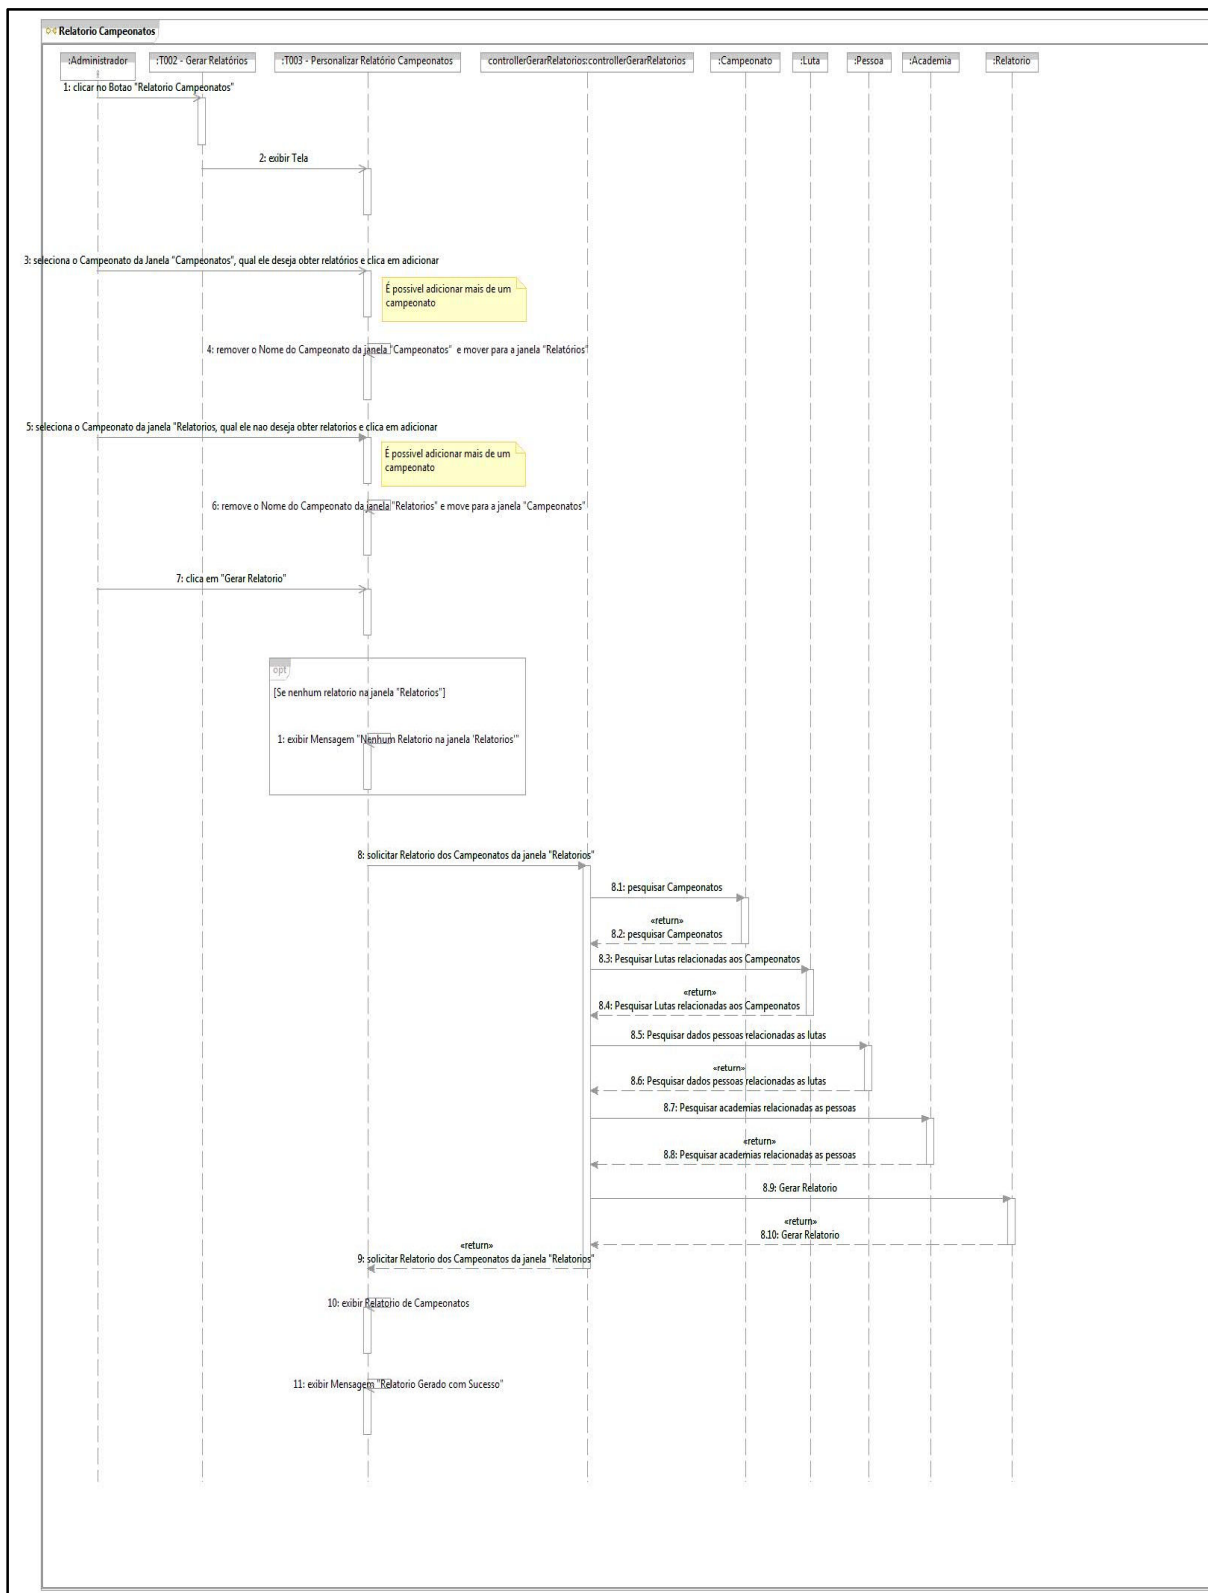 Relatorio Campeonatos
:Administrador
:T002 - Gerar Relatórios
:T003 - Personalizar Relatório Campeonatos
controllerGerarRelatorios:controllerGerarRelatorios
:Campeonato
:Luta
:Pessoa
:Academia
:Relatorio
1: clicar no Botao "Relatorio Campeonatos"
2: exibir Tela
3: seleciona o Campeonato da Janela "Campeonatos", qual ele deseja obter relatórios e clica em adicionar
É possivel adicionar mais de um
campeonato
4: remover o Nome do Campeonato da janela "Campeonatos" e mover para a janela "Relatórios"
5: seleciona o Campeonato da janela "Relatorios, qual ele nao deseja obter relatorios e clica em adicionar
É possivel adicionar mais de um
campeonato
6: remove o Nome do Campeonato da janela "Relatorios" e move para a janela "Campeonatos"
7: clica em "Gerar Relatorio"
opt
[Se nenhum relatorio na janela "Relatorios"]
1: exibir Mensagem "Nenhum Relatorio na janela 'Relatorios'"
8: solicitar Relatorio dos Campeonatos da janela "Relatorios"
8.1: pesquisar Campeonatos
«return»
8.2: pesquisar Campeonatos
8.3: Pesquisar Lutas relacionadas aos Campeonatos
«return»
8.4: Pesquisar Lutas relacionadas aos Campeonatos
8.5: Pesquisar dados pessoas relacionadas as lutas
«return»
8.6: Pesquisar dados pessoas relacionadas as lutas
8.7: Pesquisar academias relacionadas as pessoas
«return»
8.8: Pesquisar academias relacionadas as pessoas
8.9: Gerar Relatorio
«return»
8.10: Gerar Relatorio
«return»
9: solicitar Relatorio dos Campeonatos da janela "Relatorios"
10: exibir Relatorio de Campeonatos
11: exibir Mensagem "Relatorio Gerado com Sucesso"